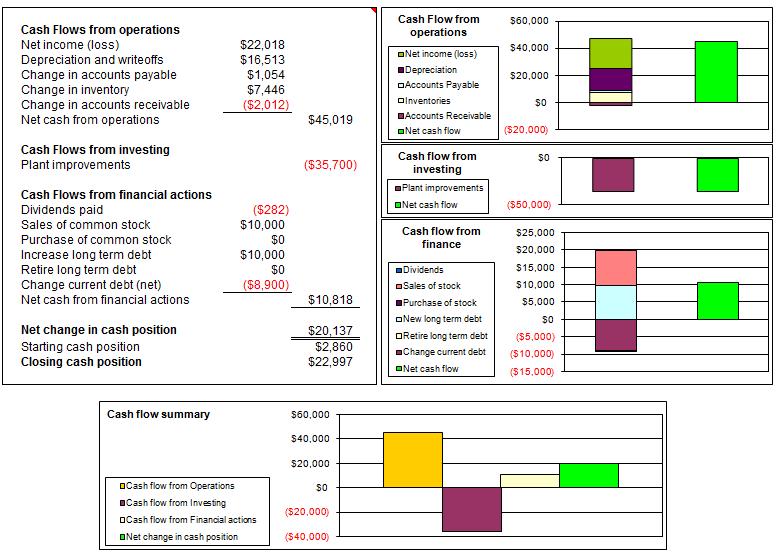 Cash Flows from operations
Net income (loss) $22,018
Depreciation and writeoffs $16,513
Change in accounts payable $1,054
Change in inventory $7,446
Change in accounts receivable ($2,012)
Net cash from operations $45,019
Cash Flows from investing
Plant improvements ($35,700)
Cash Flows from financial actions
Dividends paid ($282)
Sales of common stock $10,000
Purchase of common stock $0
Increase long term debt $10,000
Retire long term debt $0
Change current debt (net) ($8,900)
Net cash from financial actions $10,818
Net change in cash position $20,137
Starting cash position $2,860
Closing cash position $22,997
Cash Flow from
operations
Net income (loss)
Depreciation
Accounts Payable
Inventories
Accounts Receivable
Net cash flow
$60,000
$40,000
$20,000
$0
($20,000)
Cash flow from
investing
Plant improvements
Net cash flow
$0
($50,000)
Cash flow from
finance
Dividends
Sales of stock
Purchase of stock
New long term debt
Retire long term debt
Change current debt
Net cash flow
$25,000
$20,000
$15,000
$10,000
$5,000
$0
($5,000)
($10,000)
($15,000)
Cash flow summary
Cash flow from Operations
Cash flow from Investing
Cash flow from Financial actions
Net change in cash position
$60,000
$40,000
$20,000
$0
($20,000)
($40,000)